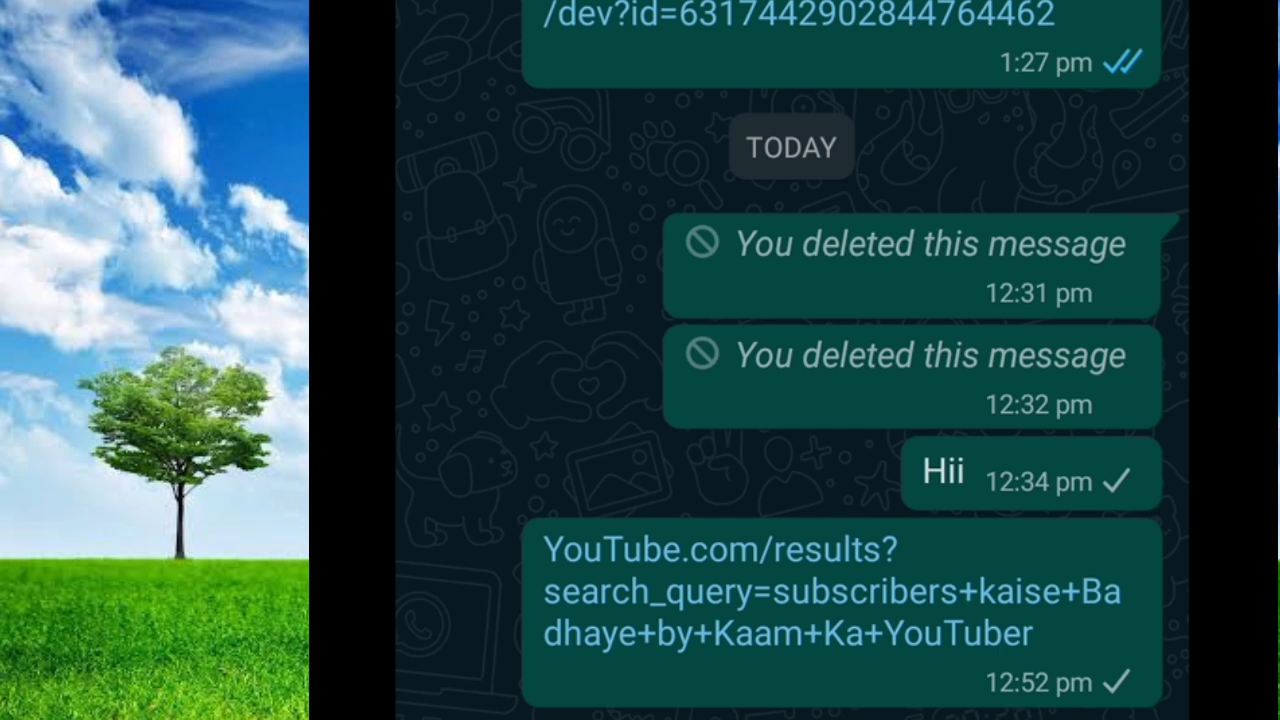 /dev?id=6317442902844764462
1:27 pm
TODAY
You deleted this message
12:31 pm
You deleted this message
12:32 pm
Hii 12:34 pm
YouTube.com/results?
search_query=subscribers+kaise+Ba
dhaye+by+Kaam+Ka+YouTuber
12:52 pm